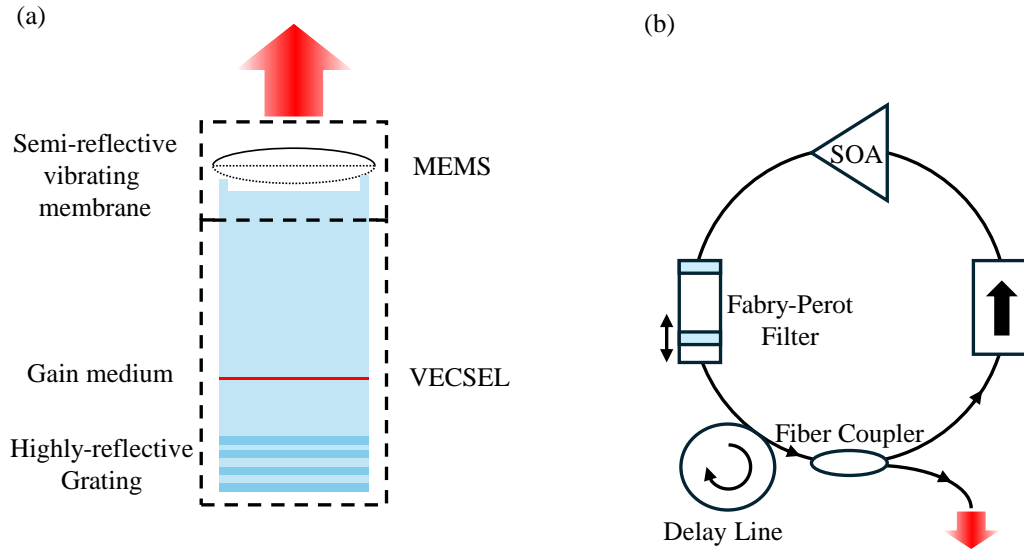 (a)
Semi-reflective
vibrating
membrane
MEMS
Gain medium
VECSEL
Highly-reflective
Grating
(b)
SOA
Fabry-Perot
Filter
Fiber Coupler
Delay Line